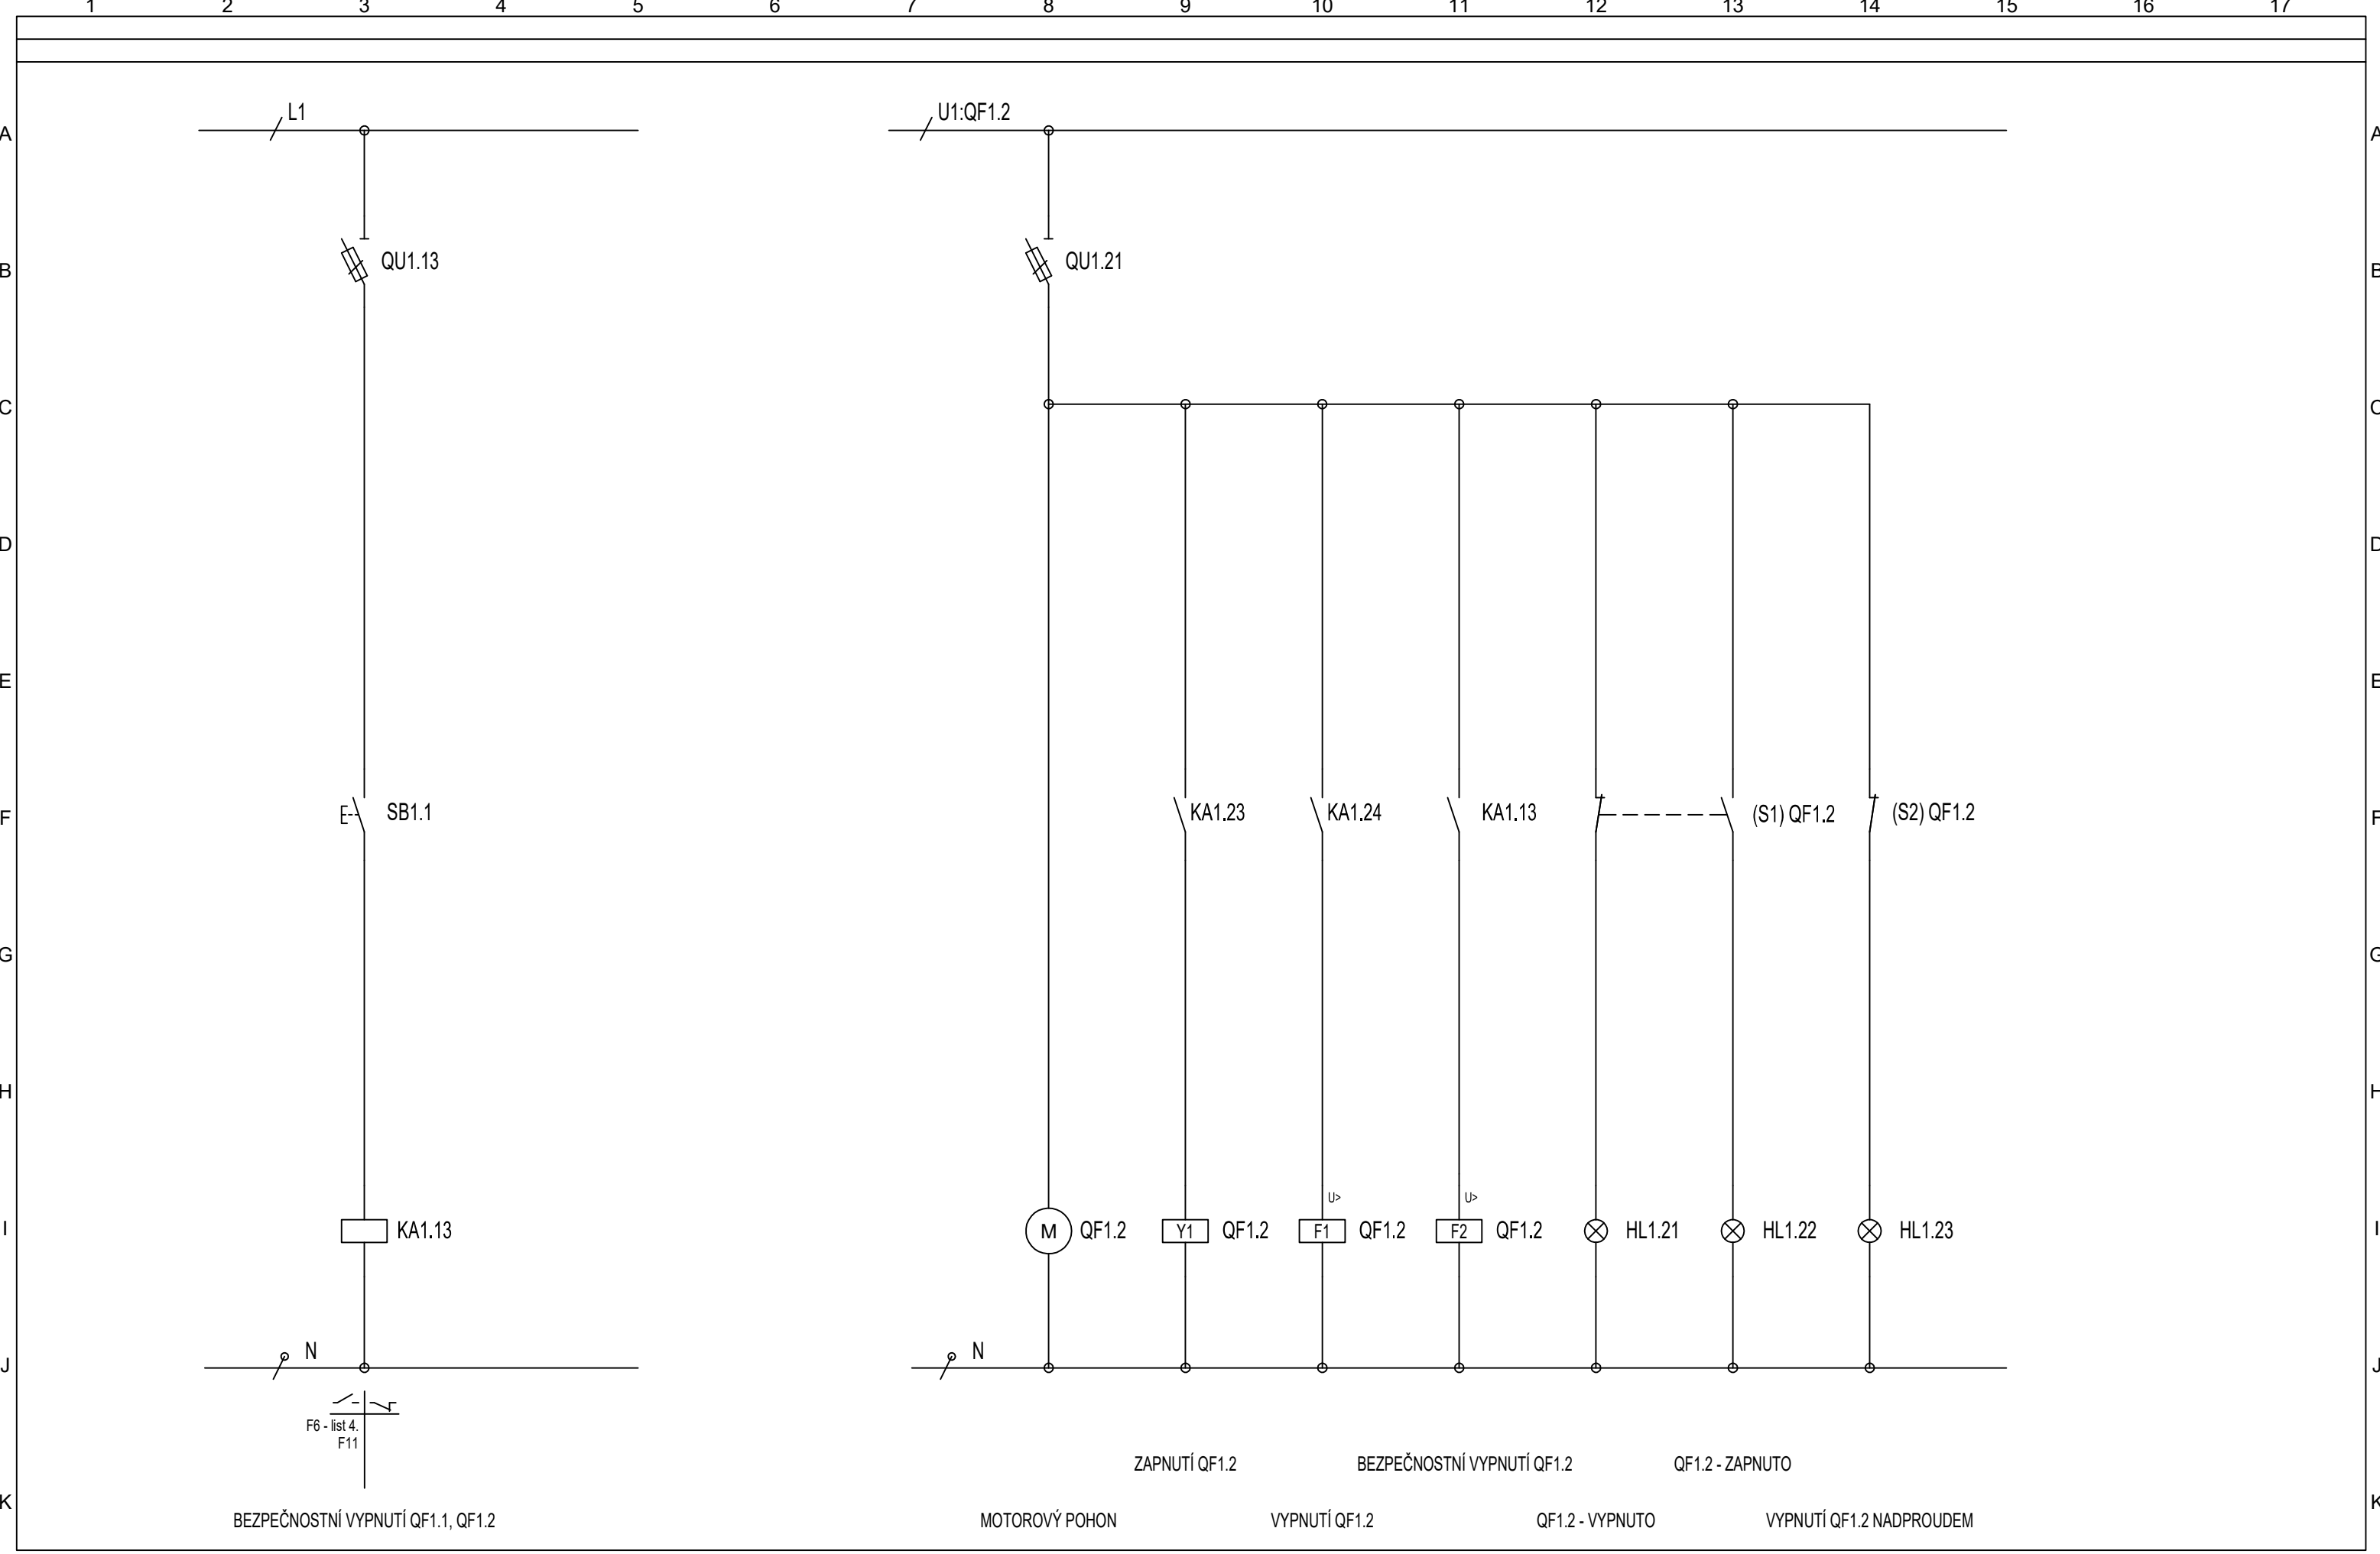 1 2 3 4 5 6 7 8 9 10 11 12 13 14 15 16 17
L1 U1:QF1.2
A A
QU1.13 QU1.21
B B
C C
D D
E E
SB1.1 KA1.23 KA1.24 KA1.13 (S1) QF1.2 (S2) QF1.2
F F
G G
H H
U> U>
I KA1.13 M QF1.2 Y1 QF1.2 F1 QF1.2 F2 QF1.2 HL1.21 HL1.22 HL1.23 I
N N
J J
F6 - list 4.
F11
ZAPNUTÍ QF1.2 BEZPEČNOSTNÍ VYPNUTÍ QF1.2 QF1.2 - ZAPNUTO
K K
BEZPEČNOSTNÍ VYPNUTÍ QF1.1, QF1.2 MOTOROVÝ POHON VYPNUTÍ QF1.2 QF1.2 - VYPNUTO VYPNUTÍ QF1.2 NADPROUDEM